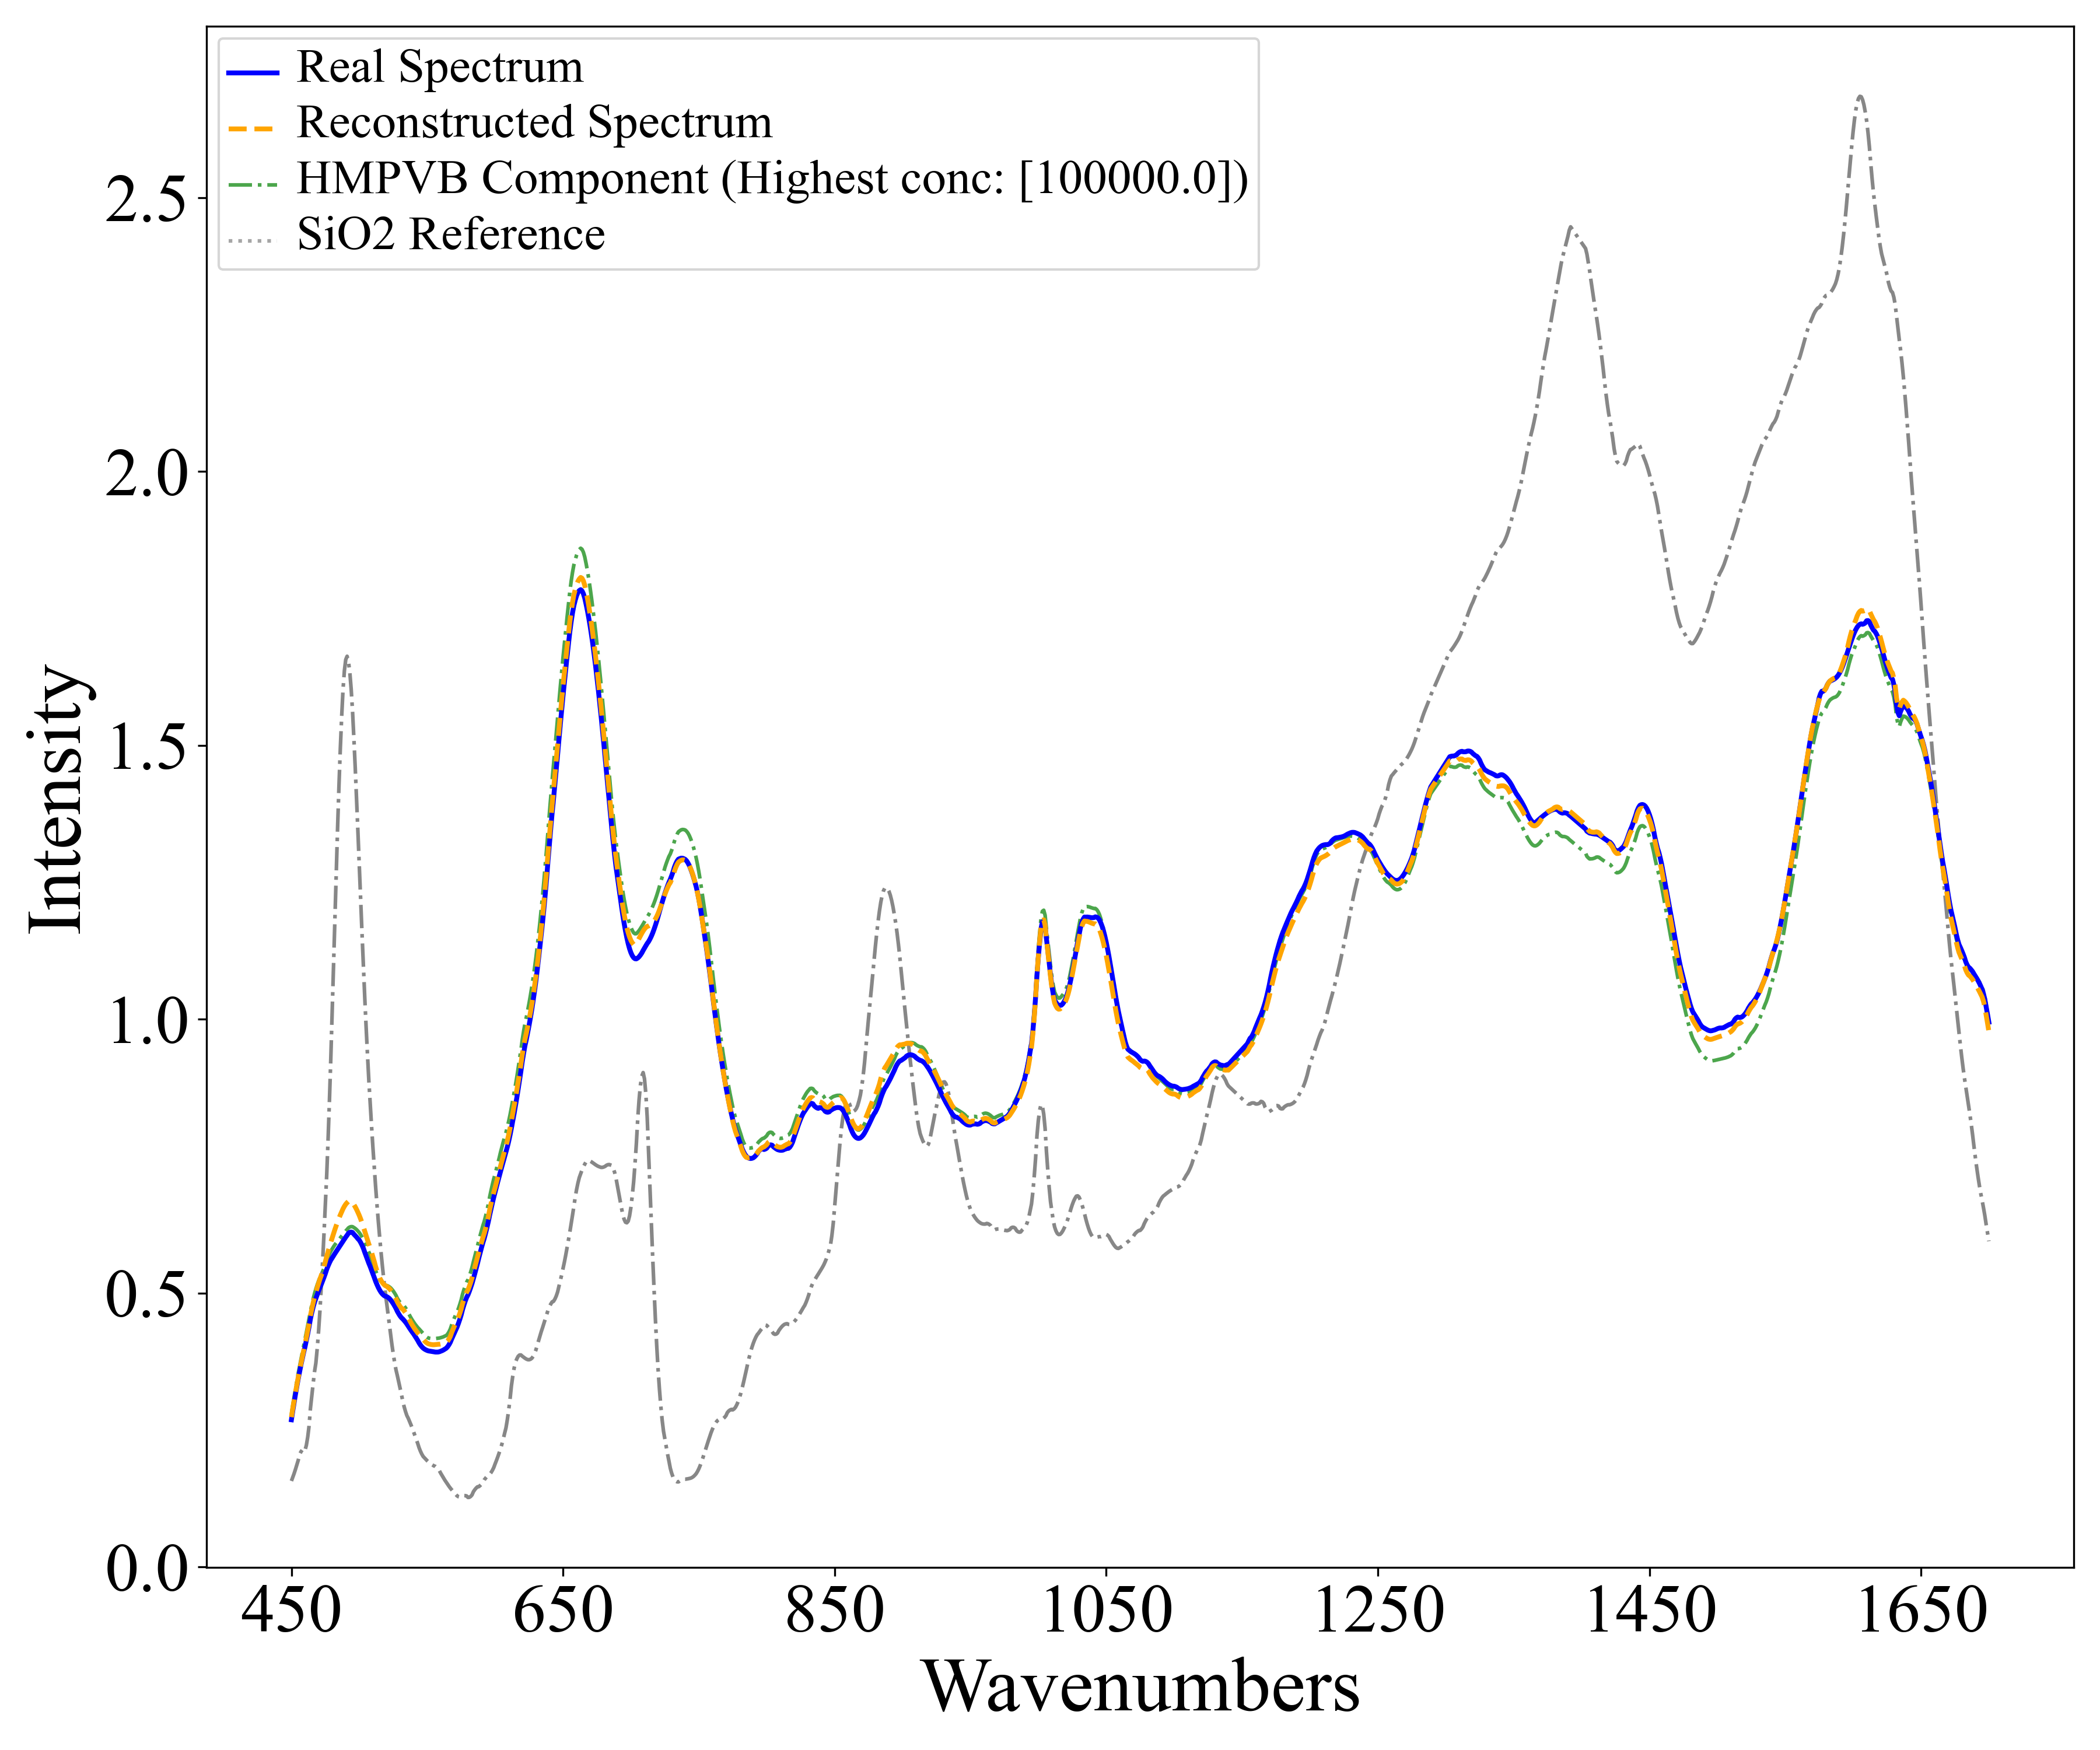 Real Spectrum
Reconstructed Spectrum
HMPVB Component (Highest conc: [100000.0])
SiO2 Reference
2.5
2.0
1.5
1.0
0.5
0.0
Intensity
450 650 850 1050 1250 1450 1650
Wavenumbers